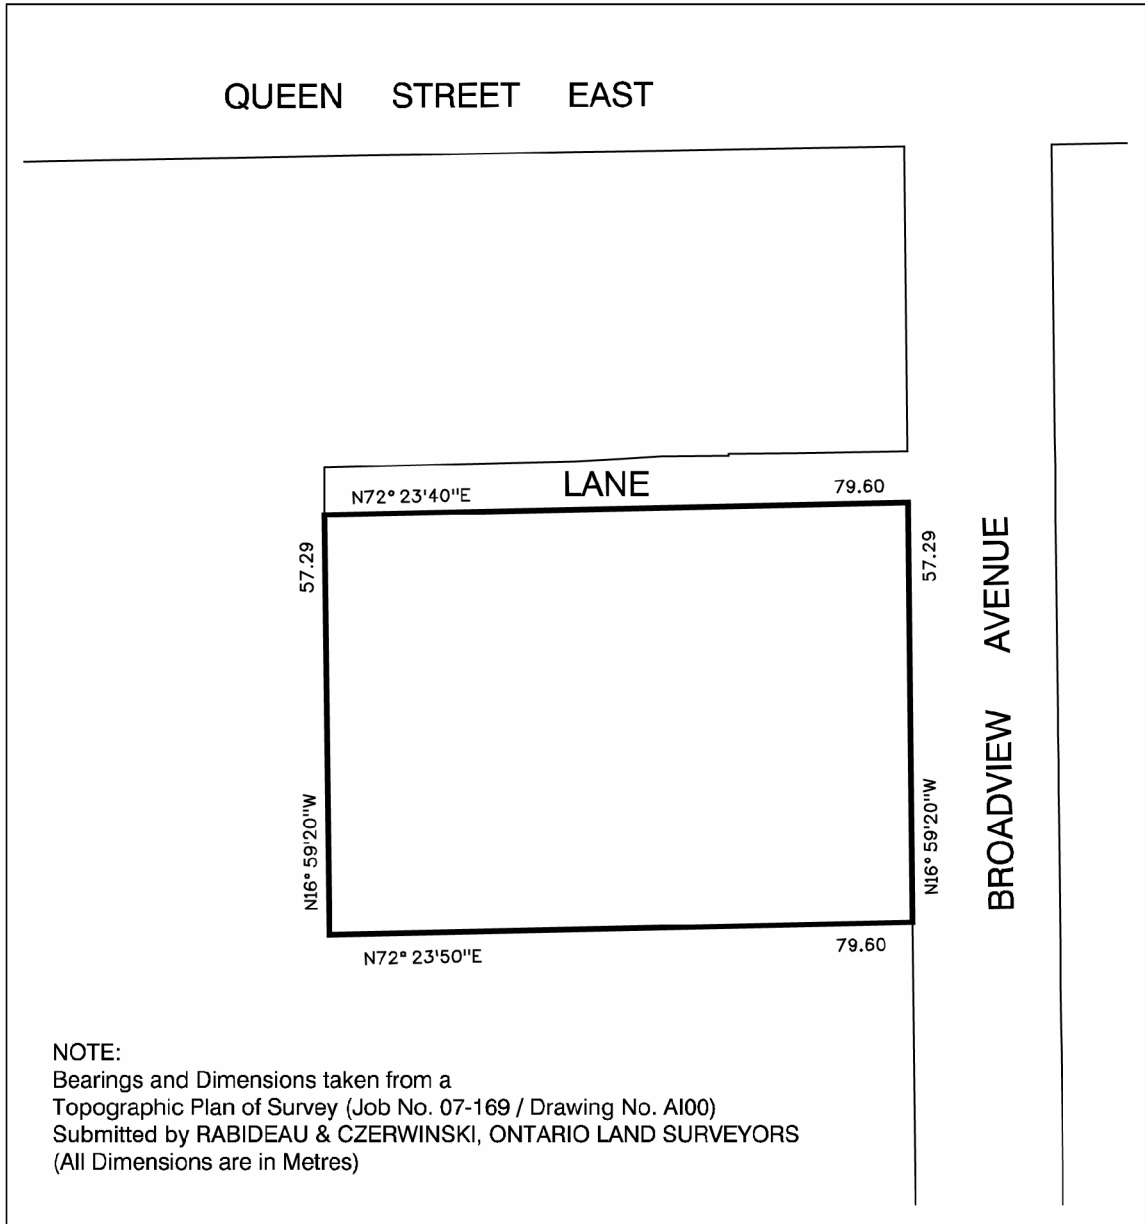 QUEEN STREET EAST
LANE
N72° 23'40"E
79.60
57.29
57.29
BROADVIEW AVENUE
N16° 59'20"W
N16° 59'20"W
N72° 23'50"E
79.60
NOTE:
Bearings and Dimensions taken from a
Topographic Plan of Survey (Job No. 07-169 / Drawing No. AI00)
Submitted by RABIDEAU & CZERWINSKI, ONTARIO LAND SURVEYORS
(All Dimensions are in Metres)